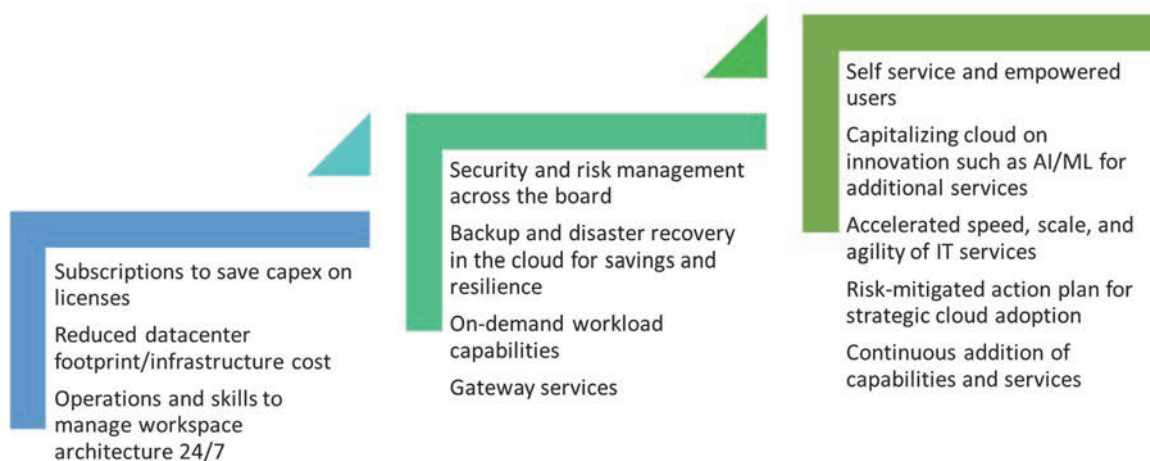 Subscriptions to save capex on
licenses
Reduced datacenter
footprint/infrastructure cost
Operations and skills to
manage workspace
architecture 24/7
Security and risk management
across the board
Backup and disaster recovery
in the cloud for savings and
resilience
On-demand workload
capabilities
Gateway services
Self service and empowered
users
Capitalizing cloud on
innovation such as AI/ML for
additional services
Accelerated speed, scale, and
agility of IT services
Risk-mitigated action plan for
strategic cloud adoption
Continuous addition of
capabilities and services